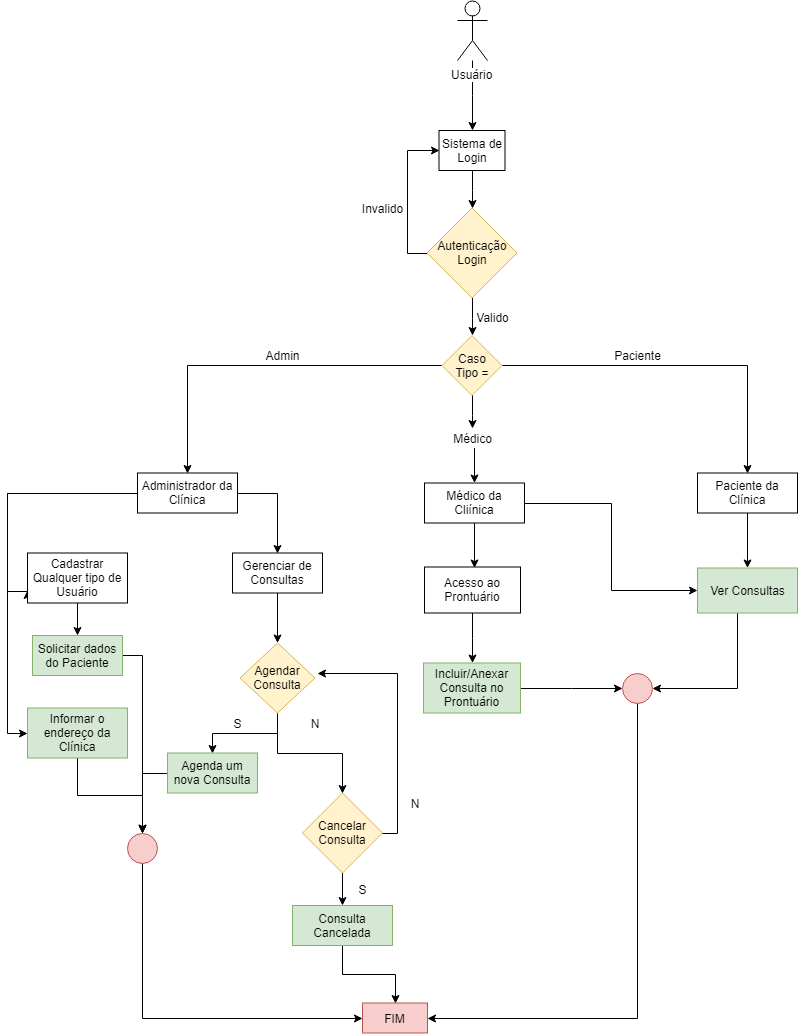 Usuário
Sistema de
Login
Invalido
Autenticação
Login
Valido
Admin
Caso
Tipo =
Paciente
Médico
Administrador da
Clínica
Médico da
Cliínica
Paciente da
Clíinica
Cadastrar
Qualquer tipo de
Usuário
Gerenciar de
Consultas
Acesso ao
Prontuário
Ver Consultas
Solicitar dados
do Paciente
Agendar
Consulta
Incluir/Anexar
Consulta no
Prontuário
Informar o
endereço da
Clínica
S
N
Agenda um
nova Consulta
N
Cancelar
Consulta
S
Consulta
Cancelada
FIM